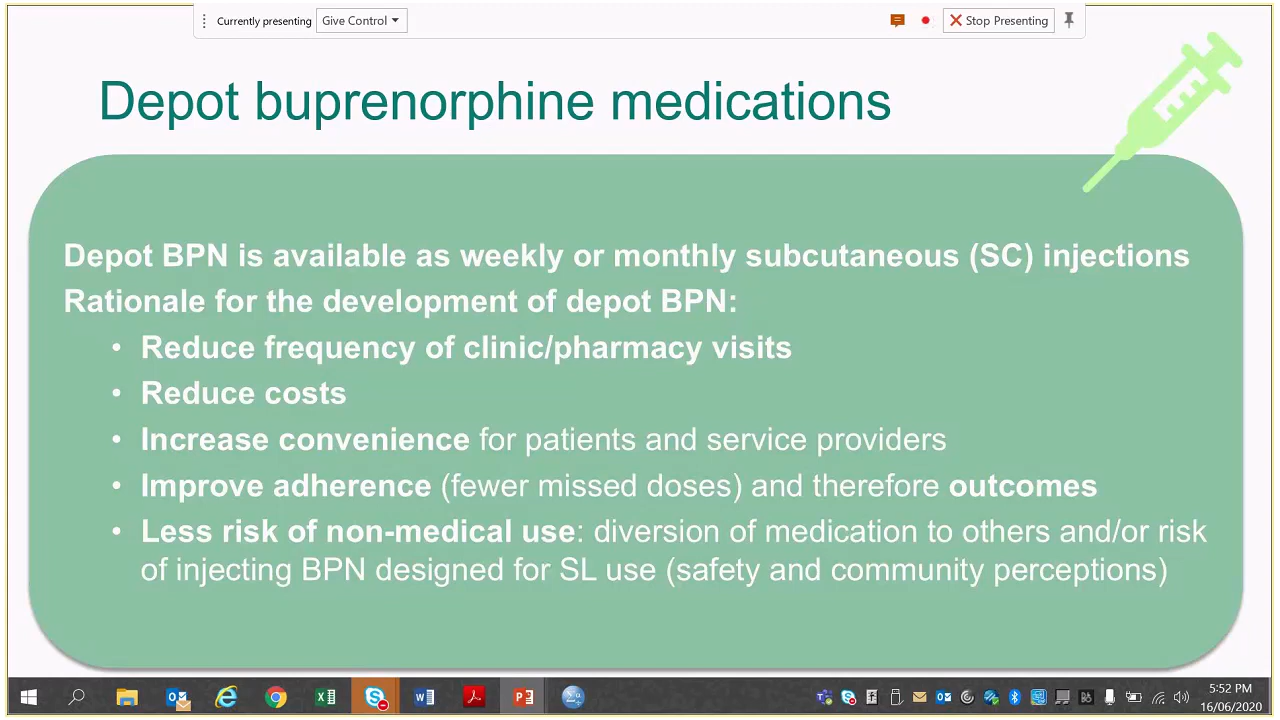 Currently presenting Give Control Stop Presenting
Depot buprenorphine medications
Depot BPN is available as weekly or monthly subcutaneous (SC) injections
Rationale for the development of depot BPN:
• Reduce frequency of clinic/pharmacy visits
• Reduce costs
• Increase convenience for patients and service providers
• Improve adherence (fewer missed doses) and therefore outcomes
• Less risk of non-medical use: diversion of medication to others and/or risk
of injecting BPN designed for SL use (safety and community perceptions)
5:52 PM
16/06/2020